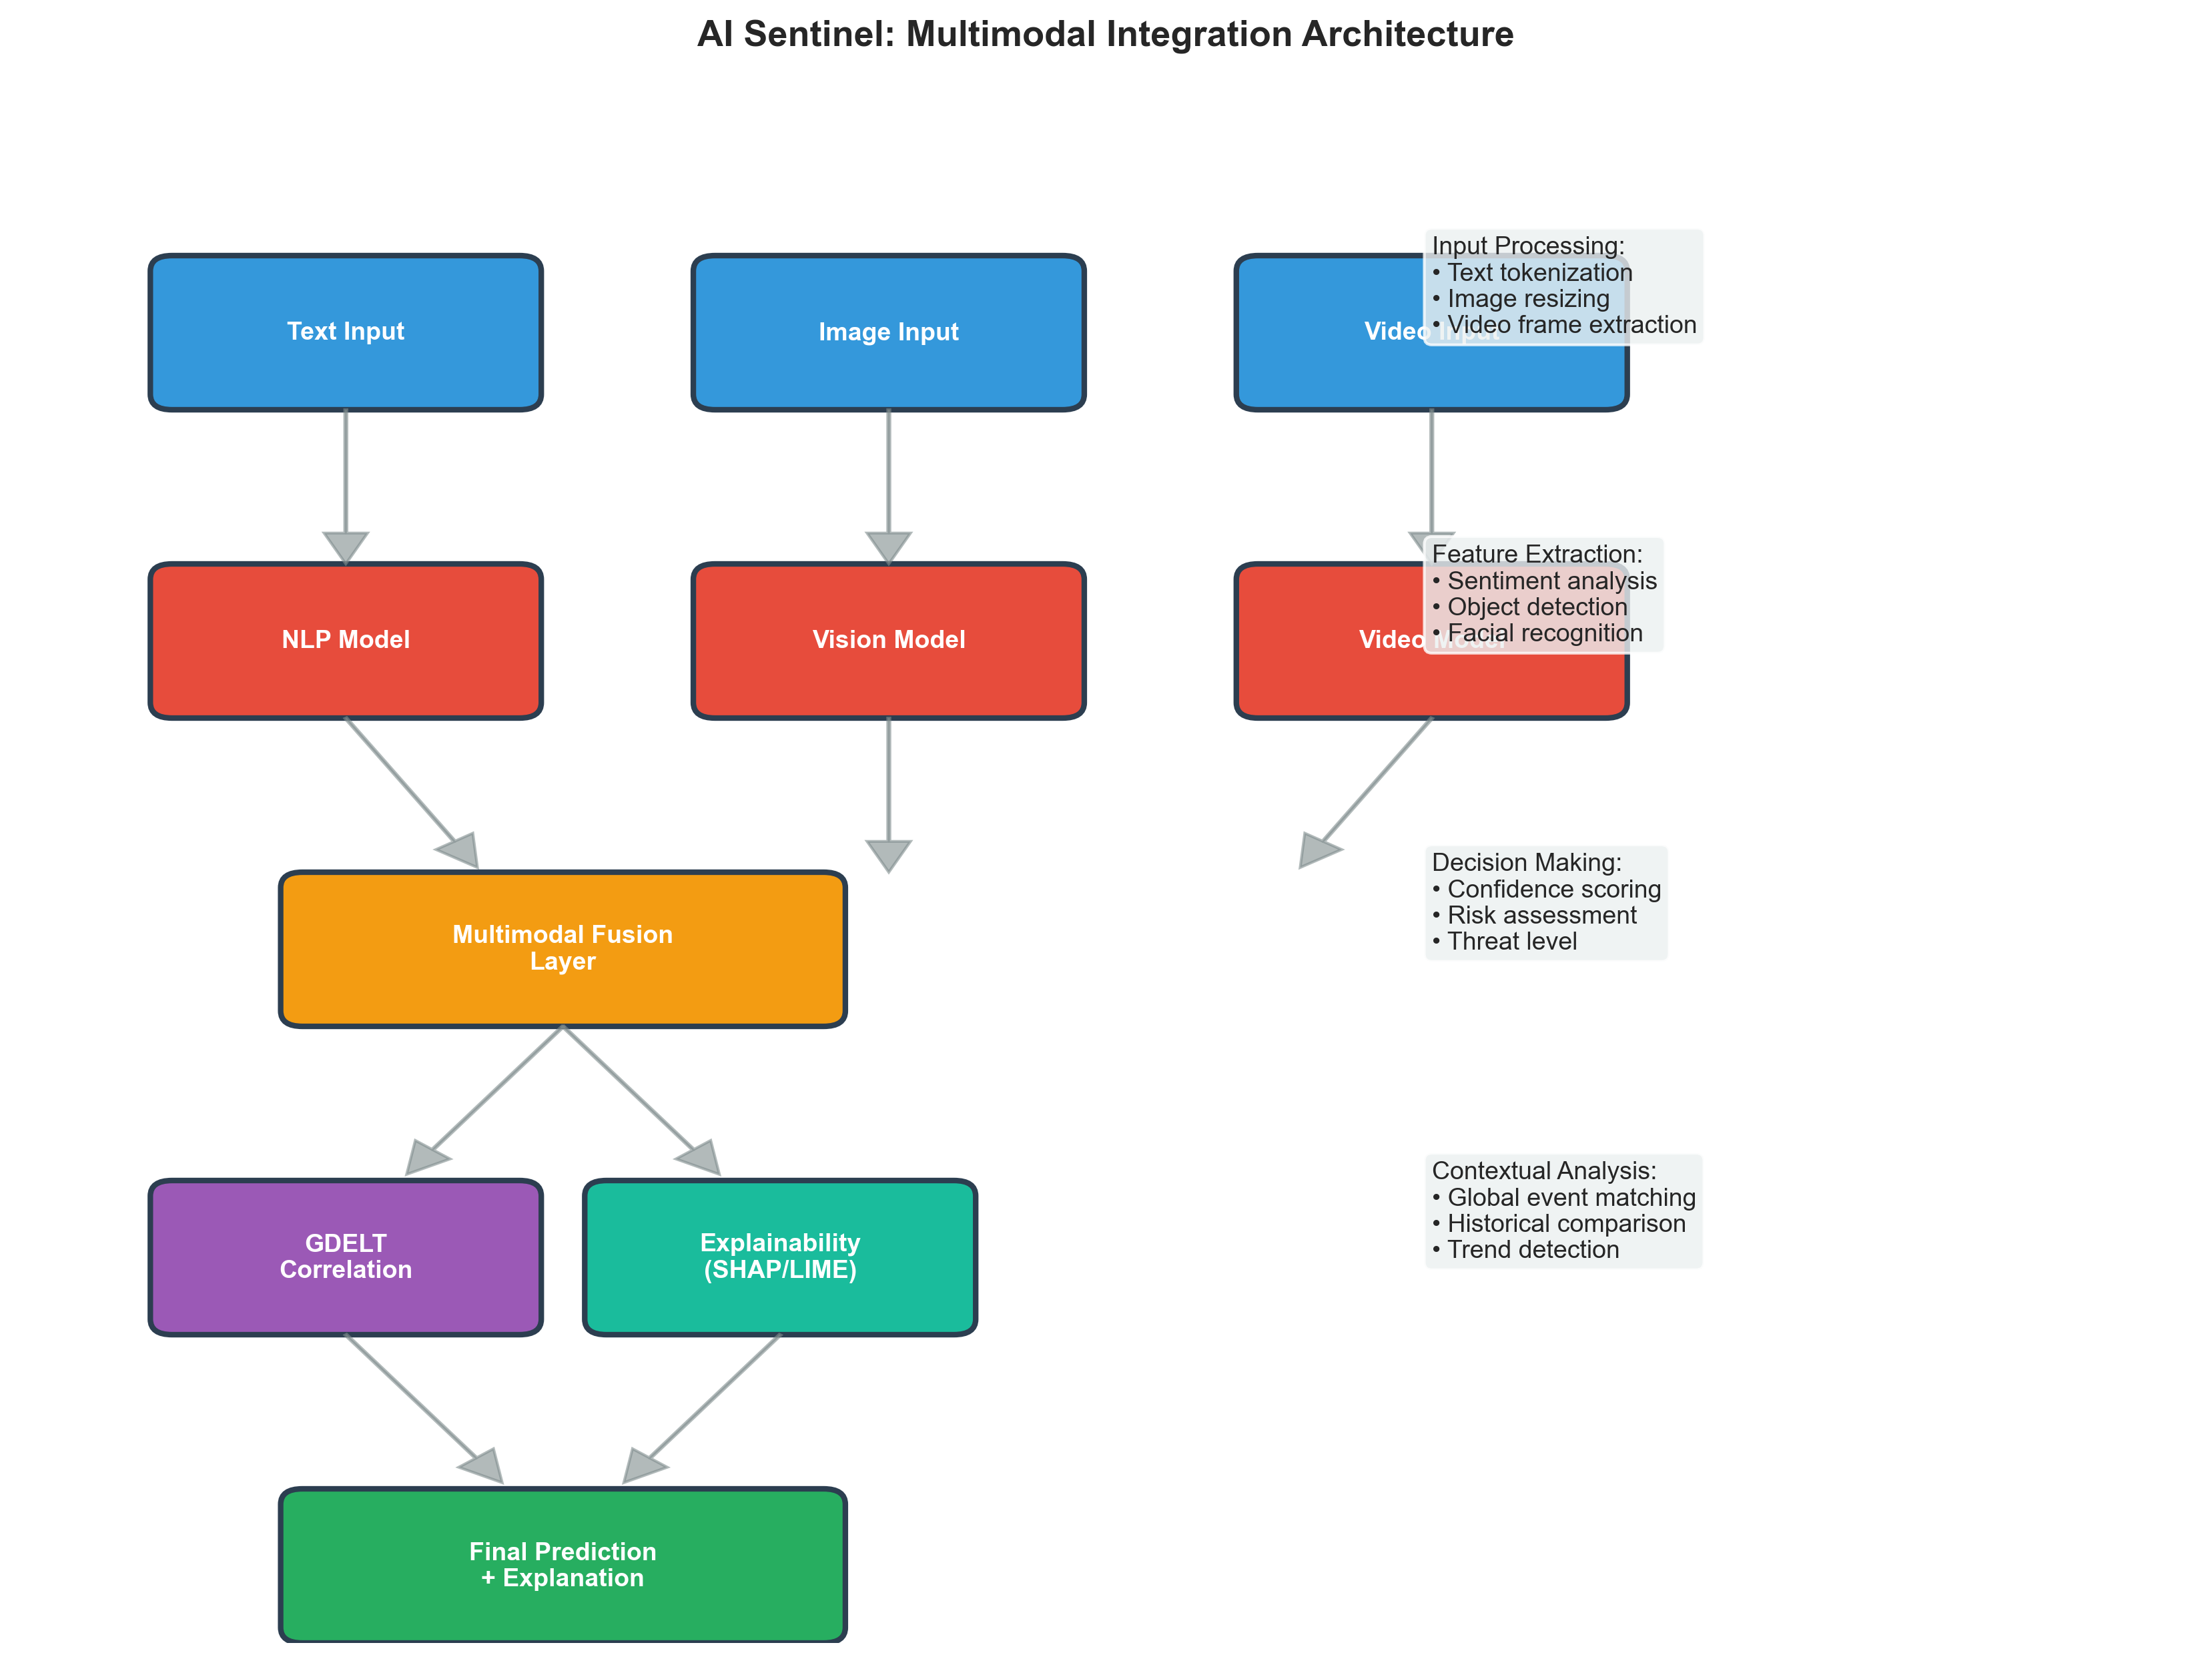 AI Sentinel: Multimodal Integration Architecture
Text Input
Image Input
Video Input
Input Processing:
• Text tokenization
• Image resizing
• Video frame extraction
NLP Model
Vision Model
Video Model
Feature Extraction:
• Sentiment analysis
• Object detection
• Facial recognition
Multimodal Fusion
Layer
Decision Making:
• Confidence scoring
• Risk assessment
• Threat level
GDELT
Correlation
Explainability
(SHAP/LIME)
Contextual Analysis:
• Global event matching
• Historical comparison
• Trend detection
Final Prediction
+ Explanation